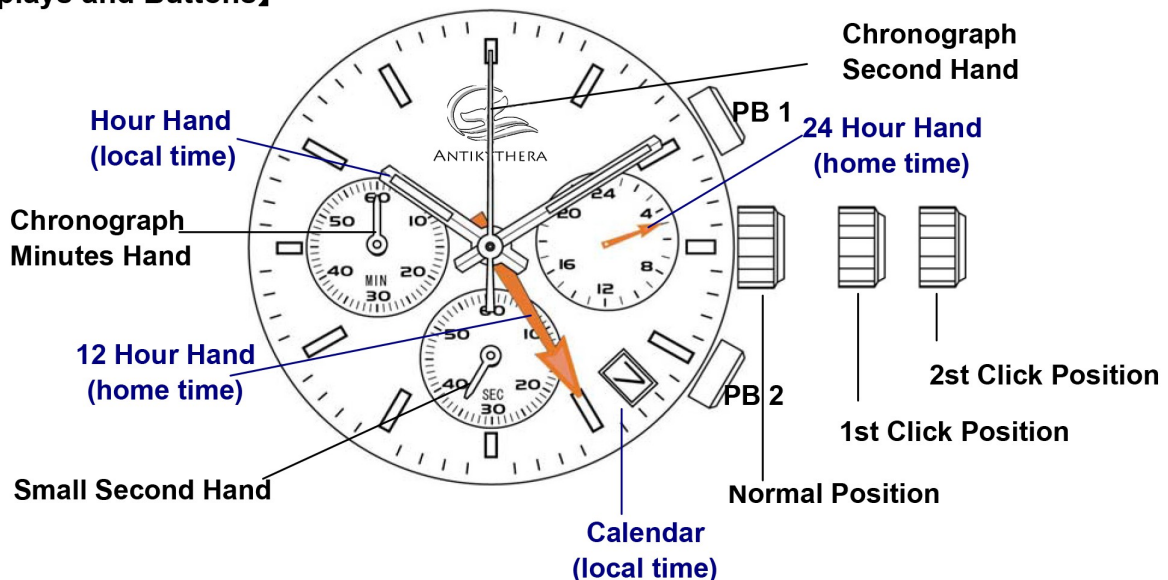 plays and Buttons】
Chronograph
Second Hand
PB 1
24 Hour Hand
(home time)
Hour Hand
(local time)
ANTIKYTHERA
Chronograph
Minutes Hand
60
50
10
40
20
MIN
30
24
20
4
16
8
12
12 Hour Hand
(home time)
60
50
10
40
20
SEC
30
2st Click Position
PB 2
1st Click Position
Small Second Hand
Normal Position
Calendar
(local time)